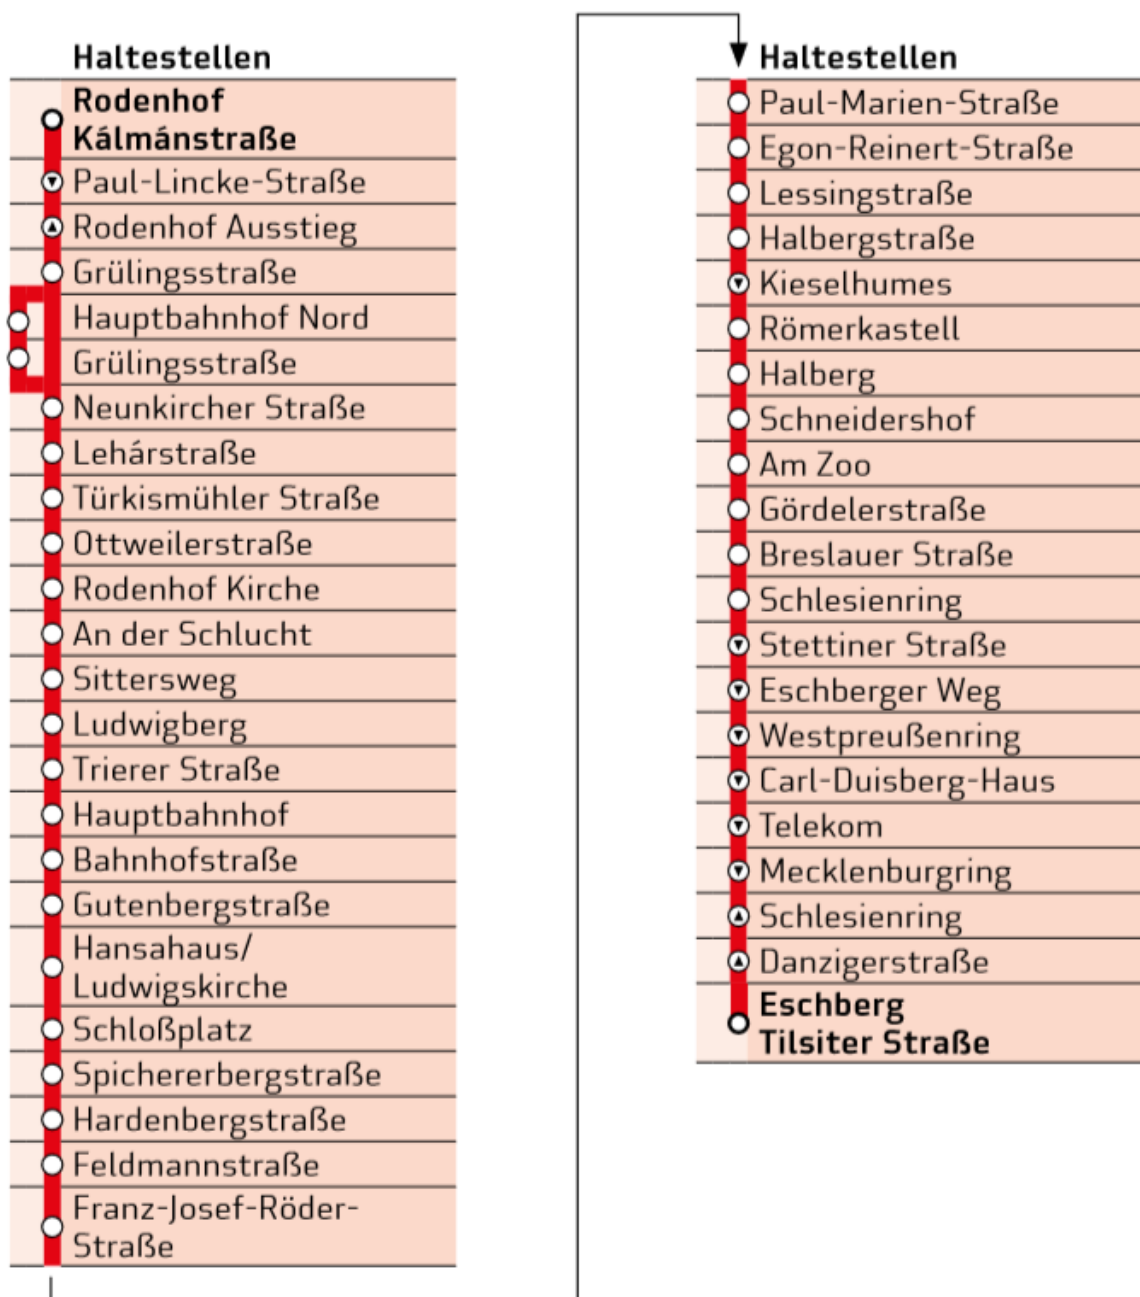 Haltestellen
Rodenhof
Kálmánstraße
Paul-Lincke-Straße
Rodenhof Ausstieg
Grülingsstraße
Hauptbahnhof Nord
Grülingsstraße
Neunkircher Straße
Lehárstraße
Türkismühler Straße
Ottweilerstraße
Rodenhof Kirche
An der Schlucht
Sittersweg
Ludwigberg
Trierer Straße
Hauptbahnhof
Bahnhofstraße
Gutenbergstraße
Hansahaus/
Ludwigskirche
Schloßplatz
Spichererbergstraße
Hardenbergstraße
Feldmannstraße
Franz-Josef-Röder-
Straße
Haltestellen
Paul-Marien-Straße
Egon-Reinert-Straße
Lessingstraße
Halbergstraße
Kieselhumes
Römerkastell
Halberg
Schneidershof
Am Zoo
Gördelerstraße
Breslauer Straße
Schlesienring
Stettiner Straße
Eschberger Weg
Westpreußenring
Carl-Duisberg-Haus
Telekom
Mecklenburgring
Schlesienring
Danzigerstraße
Eschberg
Tilsiter Straße